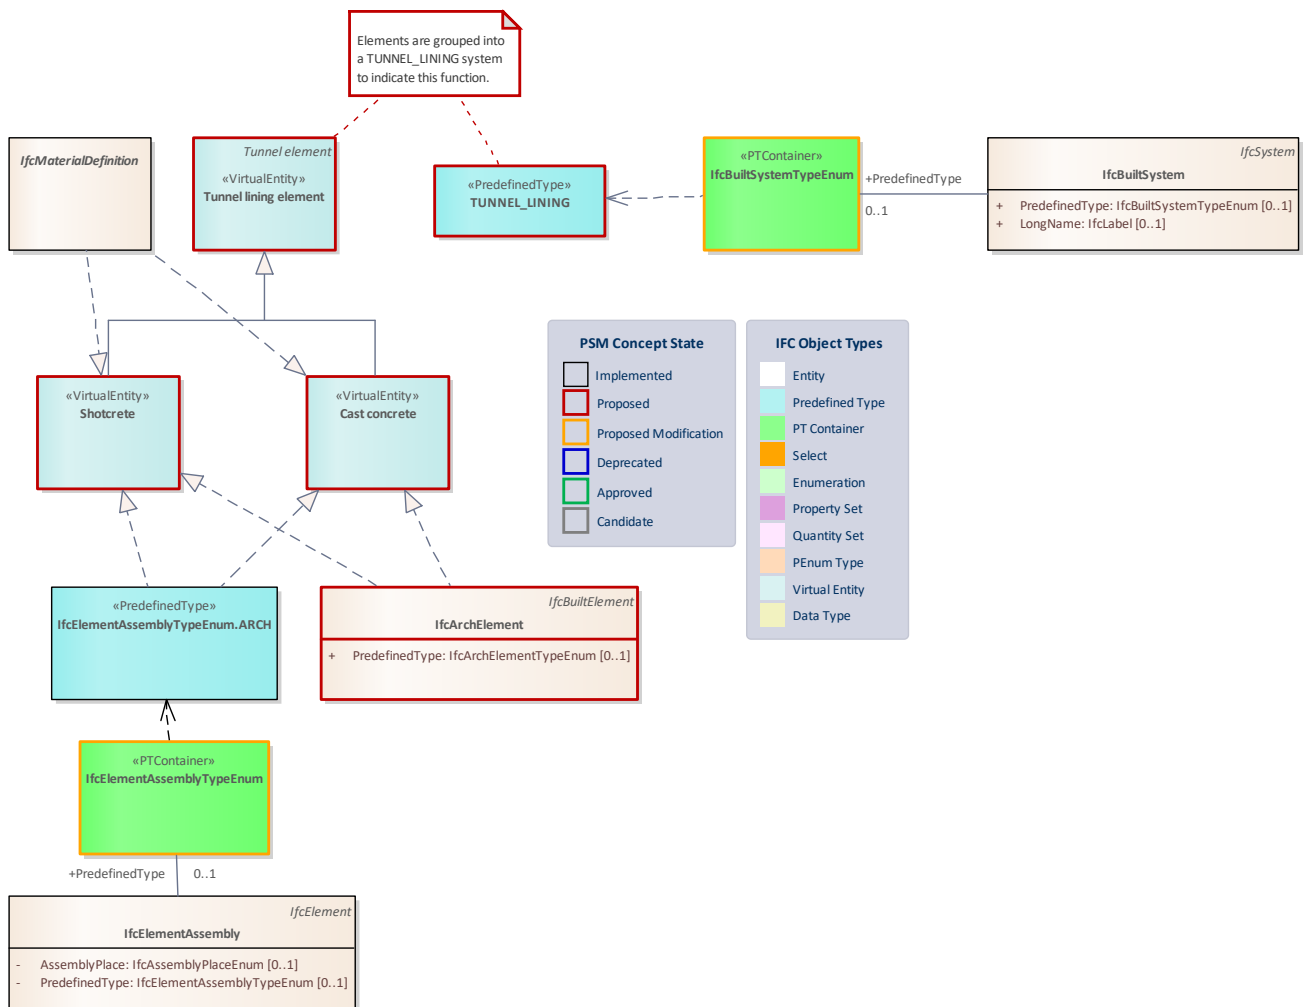 Elements are grouped into
a TUNNEL_LINING system
to indicate this function.
IfcMaterialDefinition
Tunnel element
«VirtualEntity»
Tunnel lining element
«PredefinedType»
TUNNEL_LINING
«PTContainer»
IfcBuiltSystemTypeEnum
+PredefinedType
0..1
IfcSystem
IfcBuiltSystem
+ PredefinedType: IfcBuiltSystemTypeEnum [0..1]
+ LongName: IfcLabel [0..1]
«VirtualEntity»
Shotcrete
«VirtualEntity»
Cast concrete
PSM Concept State
Implemented
Proposed
Proposed Modification
Deprecated
Approved
Candidate
IFC Object Types
Entity
Predefined Type
PT Container
Select
Enumeration
Property Set
Quantity Set
PEnum Type
Virtual Entity
Data Type
«PredefinedType»
IfcElementAssemblyTypeEnum.ARCH
IfcBuiltElement
IfcArchElement
+ PredefinedType: IfcArchElementTypeEnum [0..1]
«PTContainer»
IfcElementAssemblyTypeEnum
+PredefinedType
0..1
IfcElement
IfcElementAssembly
- AssemblyPlace: IfcAssemblyPlaceEnum [0..1]
- PredefinedType: IfcElementAssemblyTypeEnum [0..1]